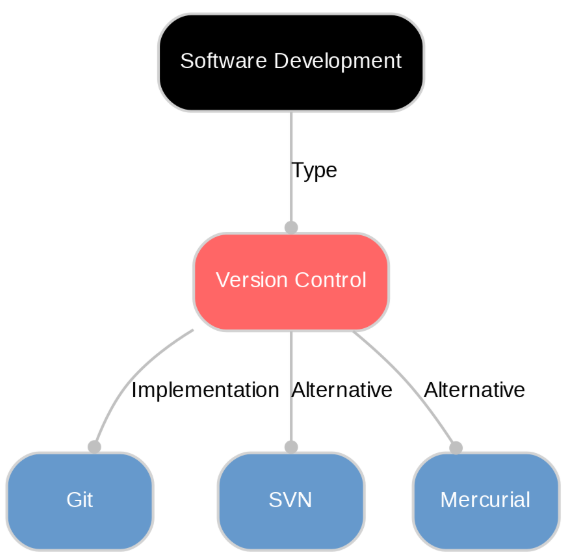 Software Development
Type
Version Control
Implementation
Alternative
Alternative
Git
SVN
Mercurial